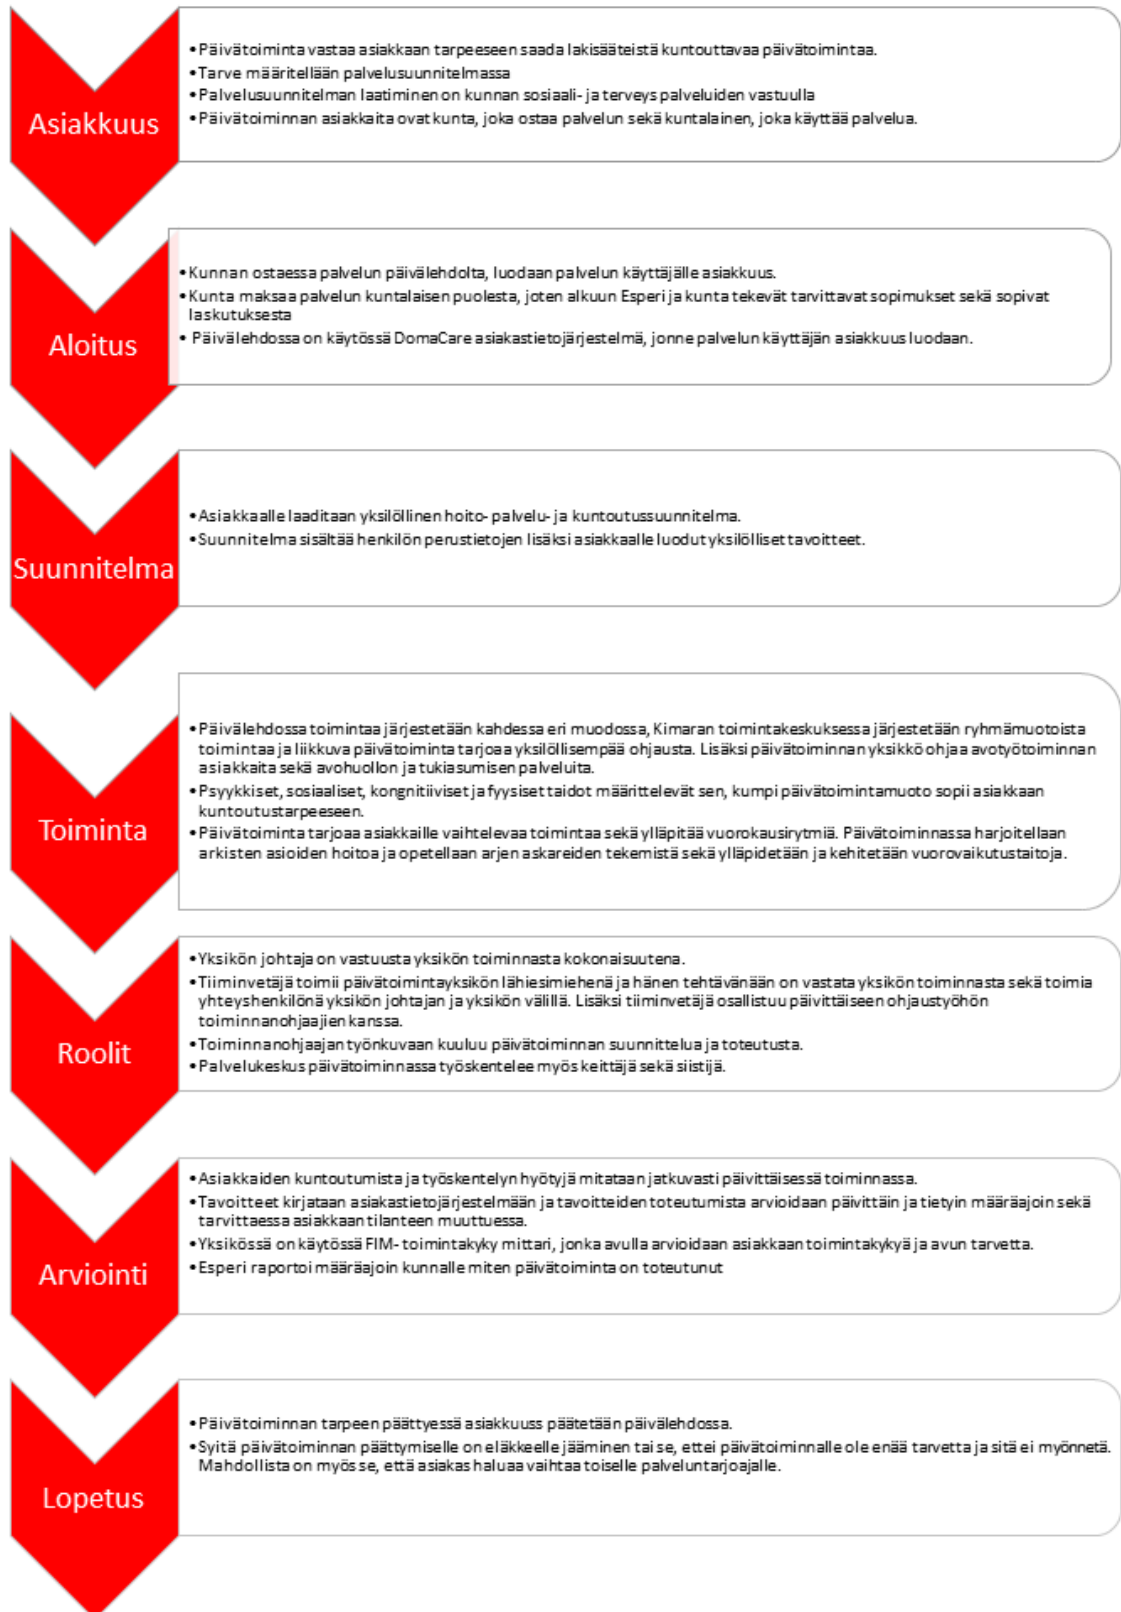 Asiakkuus
•Päivätoiminta vastaa asiakkaan tarpeeseen saada lakisääteistä kuntouttavaa päivätoimintaa.
•Tarve määritellään palvelusuunnitelmassa
•Palvelusuunnitelman laatiminen on kunnan sosiaali- ja terveys palveluiden vastuulla
•Päivätoiminnan asiakkaita ovat kunta, joka ostaa palvelun sekä kuntalainen, joka käyttää palvelua.
Aloitus
•Kunnan ostaessa palvelun päivälehdolta, luodaan palvelun käyttäjälle asiakkuus.
•Kunta maksaa palvelun kuntalaisen puolesta, joten alkuun Esperi ja kunta tekevät tarvittavat sopimukset sekä sopivat
laskutuksesta
• Päivälehdossa on käytössä DomaCare asiakastietojärjestelmä, jonne palvelun käyttäjän asiakkuus luodaan.
Suunnitelma
•Asiakkaalle laaditaan yksilöllinen hoito- palvelu- ja kuntoutussuunnitelma.
•Suunnitelma sisältää henkilön perustietojen lisäksi asiakkaalle luodut yksilölliset tavoitteet.
Toiminta
•Päivälehdossa toimintaa järjestetään kahdessa eri muodossa, Kimaran toimintakeskuksessa järjestetään ryhmämuotoista
toimintaa ja liikkuva päivätoiminta tarjoaa yksilöllisempää ohjausta. Lisäksi päivätoiminnan yksikkö ohjaa avotyötoiminnan
asiakkaita sekä avohuollon ja tukiasumisen palveluita.
•Psyykkiset, sosiaaliset, kongnitiiviset ja fyysiset taidot määrittelevät sen, kumpi päivätoimintamuoto sopii asiakkaan
kuntoutustarpeeseen.
•Päivätoiminta tarjoaa asiakkaille vaihtelevaa toimintaa sekä ylläpitää vuorokausirytmiä. Päivätoiminnassa harjoitellaan
arkisten asioiden hoitoa ja opetellaan arjen askareiden tekemistä sekä ylläpidetään ja kehitetään vuorovaikutustaitoja.
Roolit
•Yksikön johtaja on vastuusta yksikön toiminnasta kokonaisuutena.
•Tiiminvetäjä toimii päivätoimintayksikön lähiesimiehenä ja hänen tehtävänään on vastata yksikön toiminnasta sekä toimia
yhteyshenkilönä yksikön johtajan ja yksikön välillä. Lisäksi tiiminvetäjä osallistuu päivittäiseen ohjaustyöhön
toiminnanohjaajien kanssa.
•Toiminnanohjaajan työnkuvaan kuuluu päivätoiminnan suunnittelua ja toteutusta.
•Palvelukeskus päivätoiminnassa työskentelee myös keittäjä sekä siistijä.
Arviointi
•Asiakkaiden kuntoutumista ja työskentelyn hyötyjä mitataan jatkuvasti päivittäisessä toiminnassa.
•Tavoitteet kirjataan asiakastietojärjestelmään ja tavoitteiden toteutumista arvioidaan päivittäin ja tietyin määräajoin sekä
tarvittaessa asiakkaan tilanteen muuttuessa.
•Yksikössä on käytössä FIM- toimintakyky mittari, jonka avulla arvioidaan asiakkaan toimintakykyä ja avun tarvetta.
•Esperi raportoi määräajoin kunnalle miten päivätoiminta on toteutunut
Lopetus
•Päivätoiminnan tarpeen päättyessä asiakkuuss päätetään päivälehdossa.
•Syitä päivätoiminnan päättymiselle on eläkkeelle jääminen tai se, ettei päivätoiminnalle ole enää tarvetta ja sitä ei myönnetä.
Mahdollista on myös se, että asiakas haluaa vaihtaa toiselle palveluntarjoajalle.